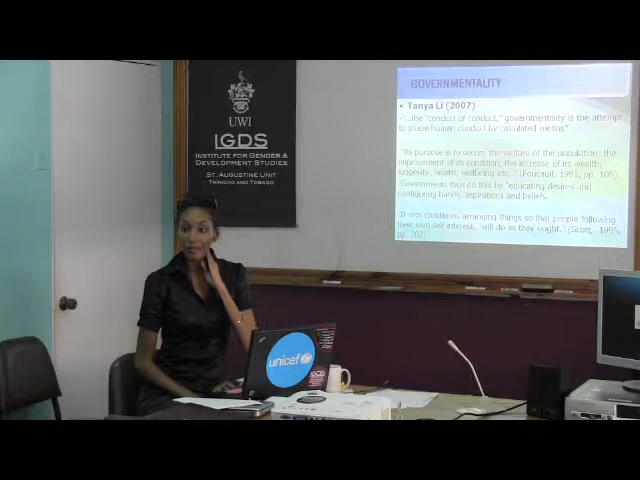 UWI
IGDS
INSTITUTE FOR GENDER &
DEVELOPMENT STUDIES
ST. AUGUSTINE UNIT
TRINIDAD AND TOBAGO
GOVERNMENTALITY
• Tanya Li (2007)
-"...the "conduct of conduct," governmentality is the attempt
to shape human conduct by calculated means"
"Its purpose is to secure the welfare of the population, the
improvement of its condition, the increase of its wealth,
longevity, health, wellbeing etc.,"(Foucault, 1991, pp. 100).
Governments thus do this by "educating desires and
configuring habits, aspirations and beliefs.
-It sets conditions arranging things so that people following
their own self interest, "will do as they ought." (Scott, 1995,
pp. 202)
unicef
IGDS